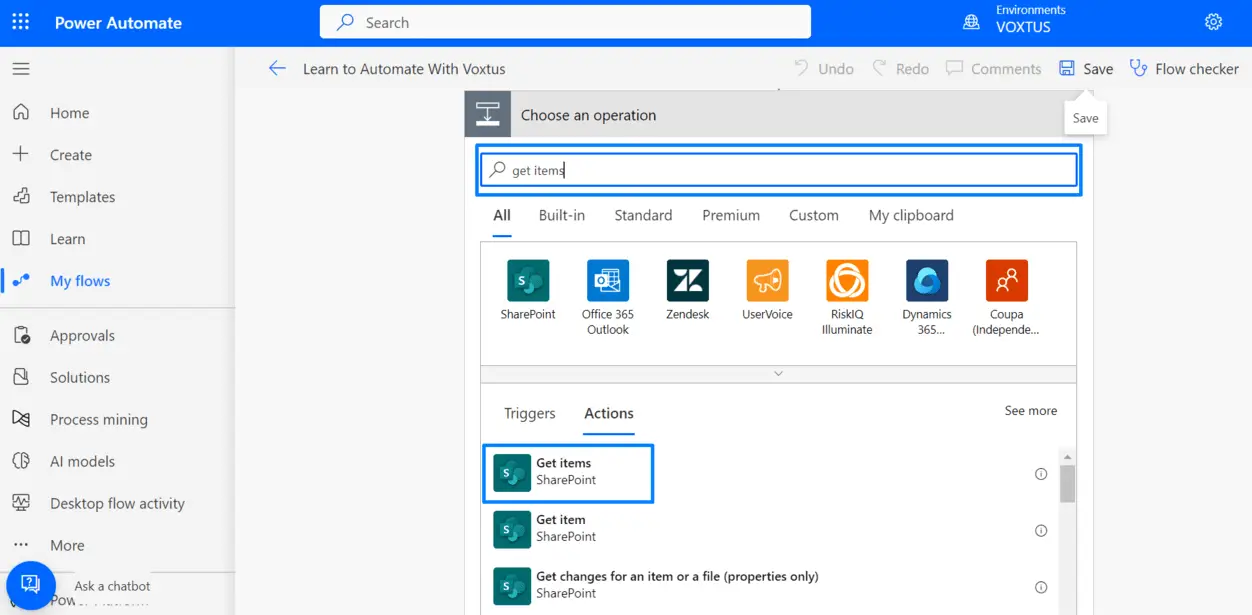 Power Automate
Search
Environments
VOXTUS
Learn to Automate With Voxtus
Undo
Redo
Comments
Save
Flow checker
Save
Home
Create
Templates
Learn
My flows
Approvals
Solutions
Process mining
AI models
Desktop flow activity
More
Ask a chatbot
Choose an operation
get items
All
Built-in
Standard
Premium
Custom
My clipboard
SharePoint
Office 365
Outlook
Zendesk
UserVoice
RiskIQ
Illuminate
Dynamics
365...
Coupa
(Independe...
Triggers
Actions
See more
Get items
SharePoint
Get item
SharePoint
Get changes for an item or a file (properties only)
SharePoint